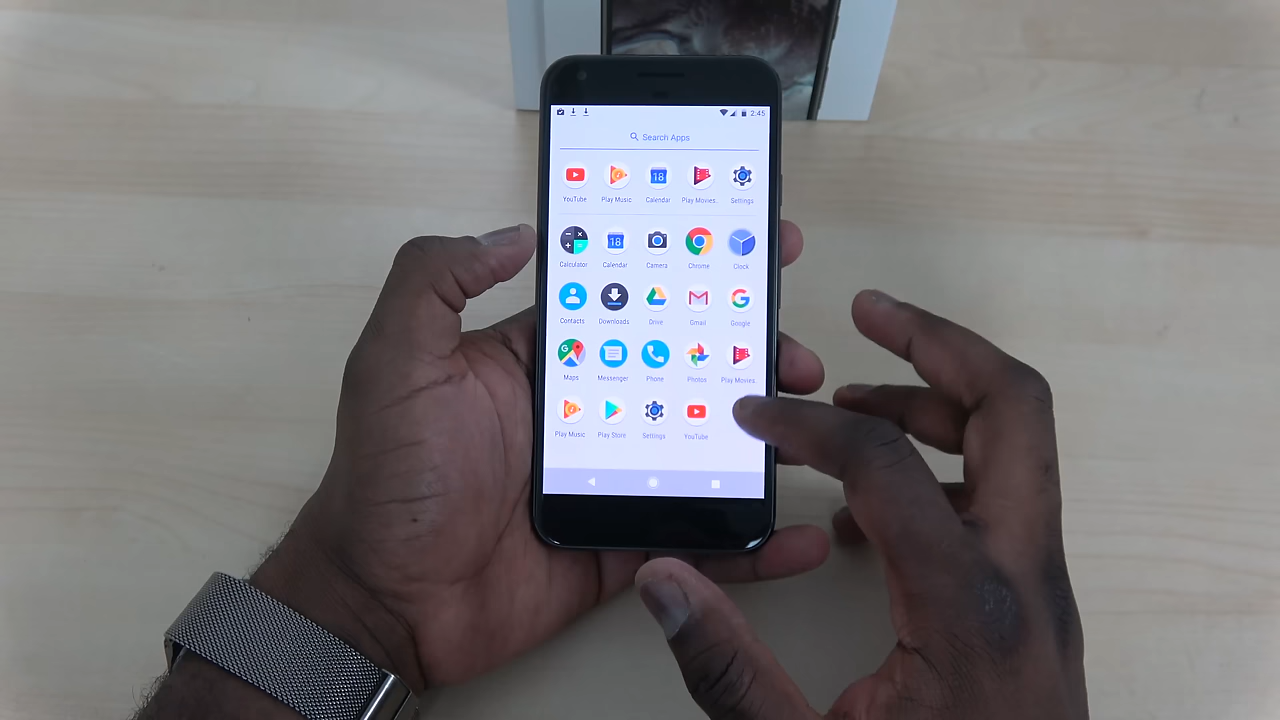 2:45
Search Apps
YouTube Play Music Calendar Play Movies.. Settings
Calculator Calendar Camera Chrome Clock
Contacts Downloads Drive Gmail Google
Maps Messenger Phone Photos Play Movies..
Play Music Play Store Settings YouTube